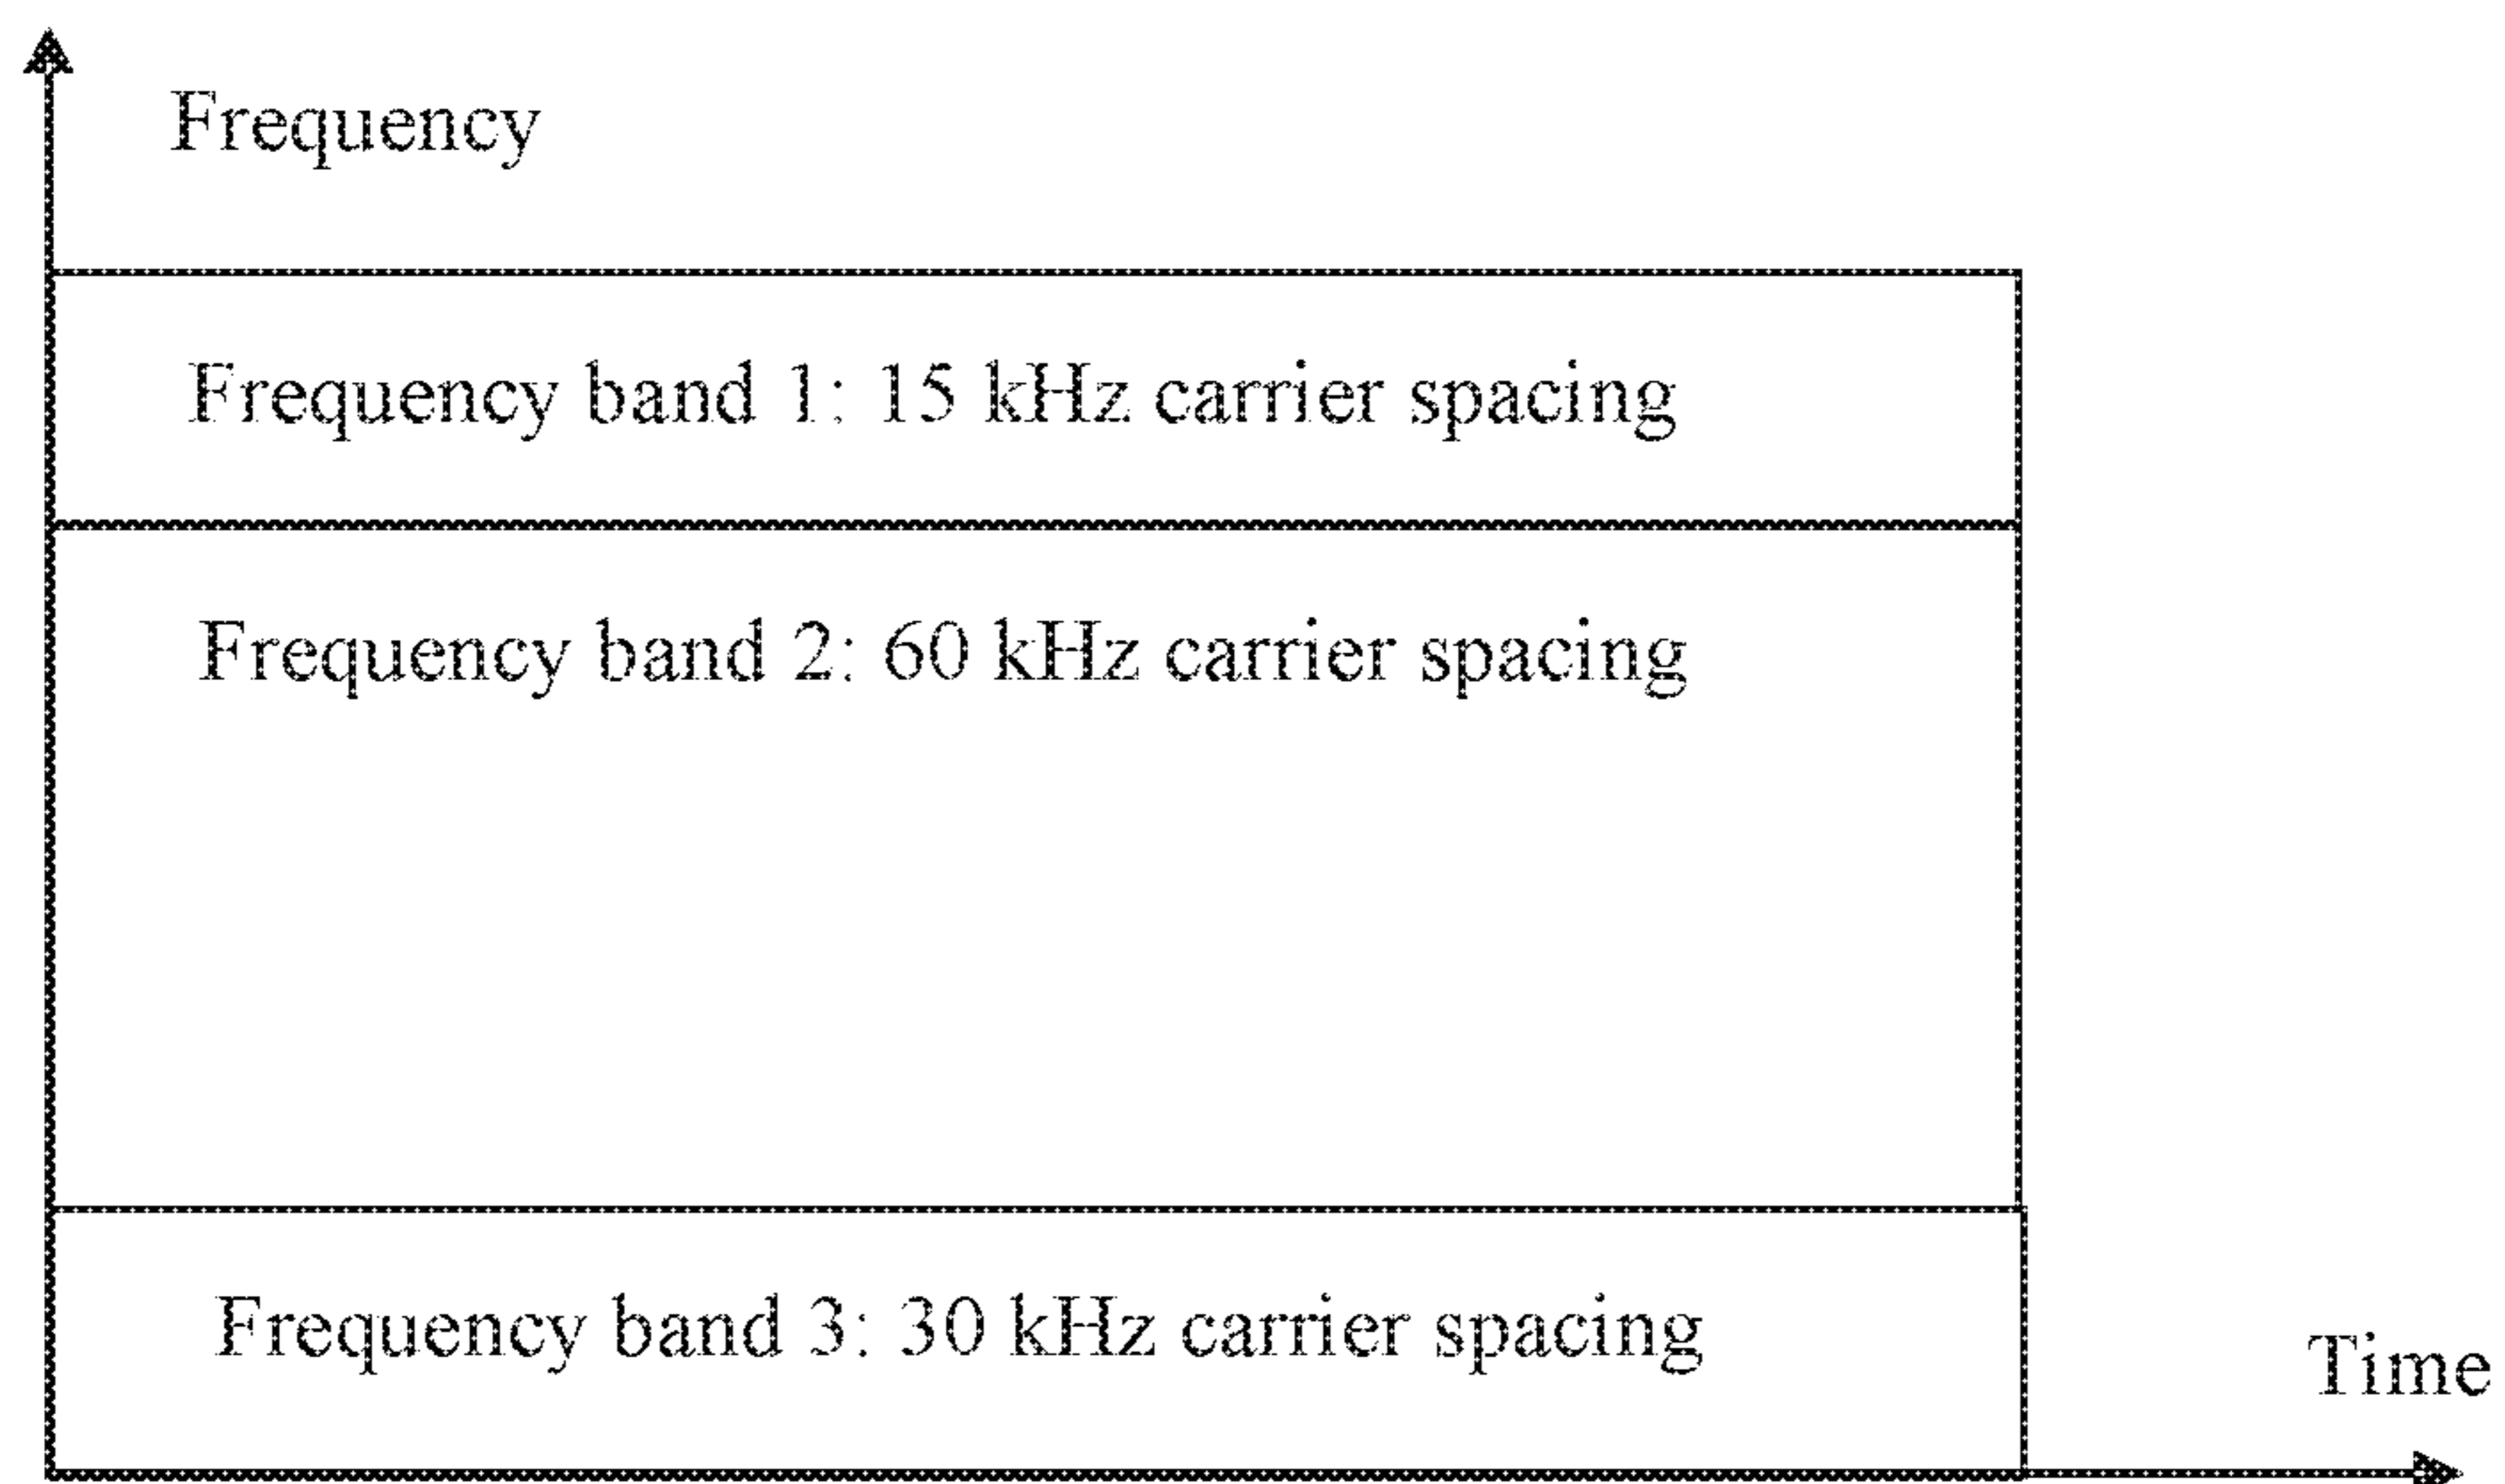 Frequency
Frequency band 1: 15 kHz carrier spacing
Frequency band 2: 60 kHz carrier spacing
Frequency band 3: 30 kHz carrier spacing
Time